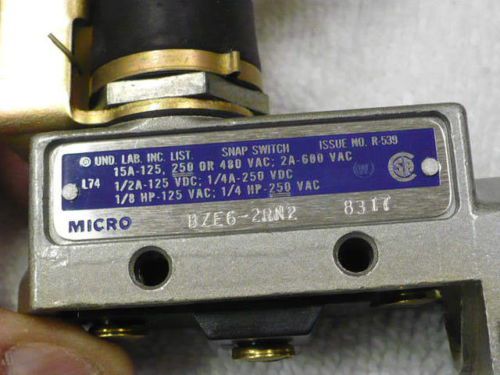 UND. LAB. INC. LIST. SNAP SWITCH ISSUE NO. R-539
15A-125, 250 OR 480 VAC; 2A-600 VAC
L74 1/2A-125 VDC; 1/4A-250 VDC
1/8 HP-125 VAC; 1/4 HP-250 VAC
MICRO BZE6-2RN2 8317